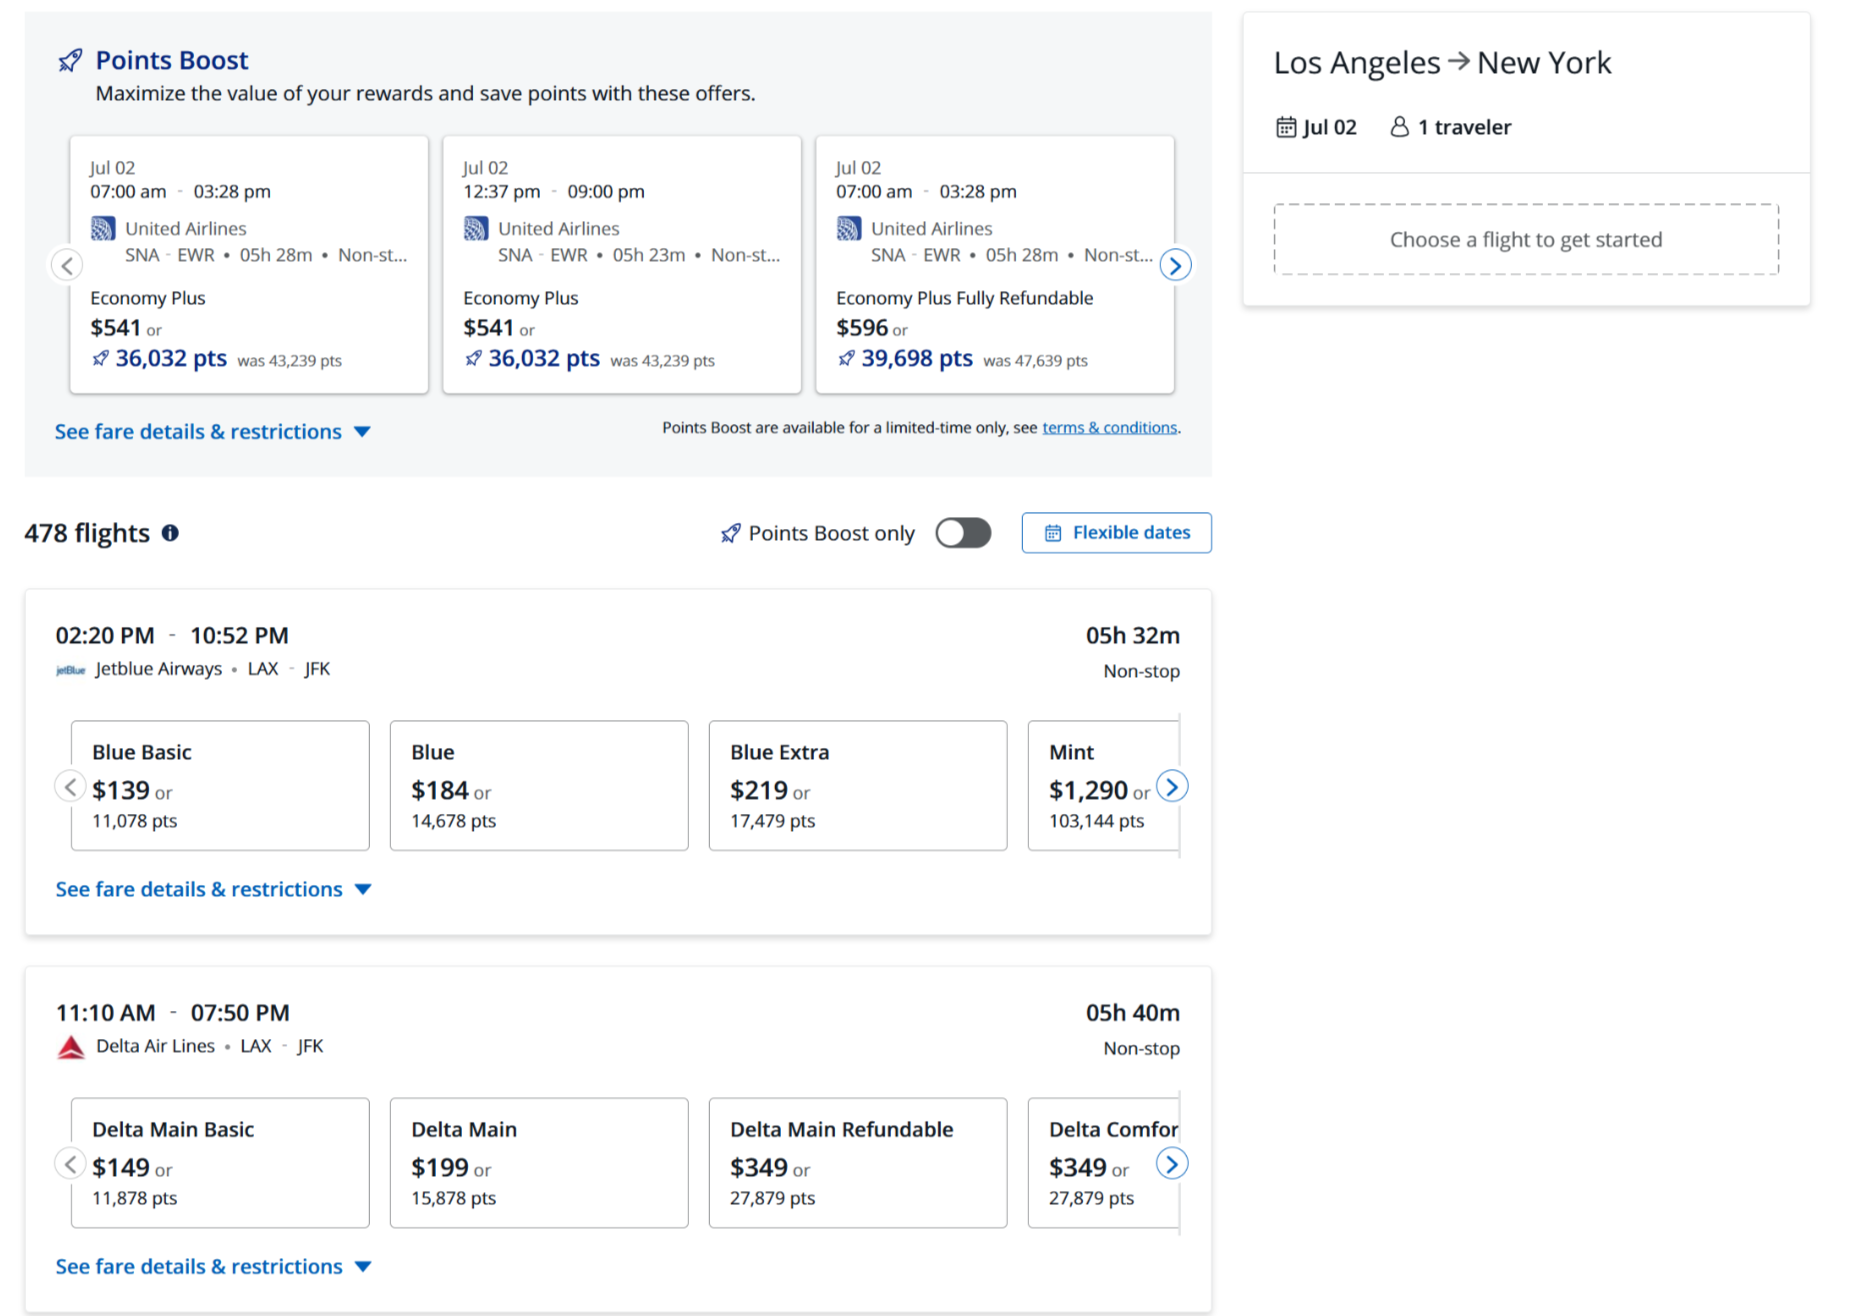 Points Boost
Maximize the value of your rewards and save points with these offers.
Jul 02
07:00 am - 03:28 pm
United Airlines
SNA - EWR • 05h 28m • Non-st...
Economy Plus
$541 or
36,032 pts was 43,239 pts
Jul 02
12:37 pm - 09:00 pm
United Airlines
SNA - EWR • 05h 23m • Non-st...
Economy Plus
$541 or
36,032 pts was 43,239 pts
Jul 02
07:00 am - 03:28 pm
United Airlines
SNA - EWR • 05h 28m • Non-st...
Economy Plus Fully Refundable
$596 or
39,698 pts was 47,639 pts
See fare details & restrictions
Points Boost are available for a limited-time only, see terms & conditions.
Los Angeles → New York
Jul 02 1 traveler
Choose a flight to get started
478 flights
Points Boost only
Flexible dates
02:20 PM - 10:52 PM
05h 32m
jetBlue Jetblue Airways • LAX - JFK
Non-stop
Blue Basic
$139 or
11,078 pts
Blue
$184 or
14,678 pts
Blue Extra
$219 or
17,479 pts
Mint
$1,290 or
103,144 pts
See fare details & restrictions
11:10 AM - 07:50 PM
05h 40m
Delta Air Lines • LAX - JFK
Non-stop
Delta Main Basic
$149 or
11,878 pts
Delta Main
$199 or
15,878 pts
Delta Main Refundable
$349 or
27,879 pts
Delta Comfor
$349 or
27,879 pts
See fare details & restrictions